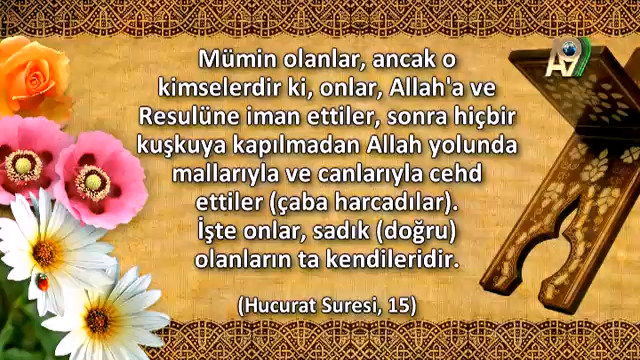 A9
Mümin olanlar, ancak o
kimselerdir ki, onlar, Allah'a ve
Resulüne iman ettiler, sonra hiçbir
kuşkuya kapılmadan Allah yolunda
mallarıyla ve canlarıyla cehd
ettiler (çaba harcadılar).
İşte onlar, sadık (doğru)
olanların ta kendileridir.
(Hucurat Suresi, 15)